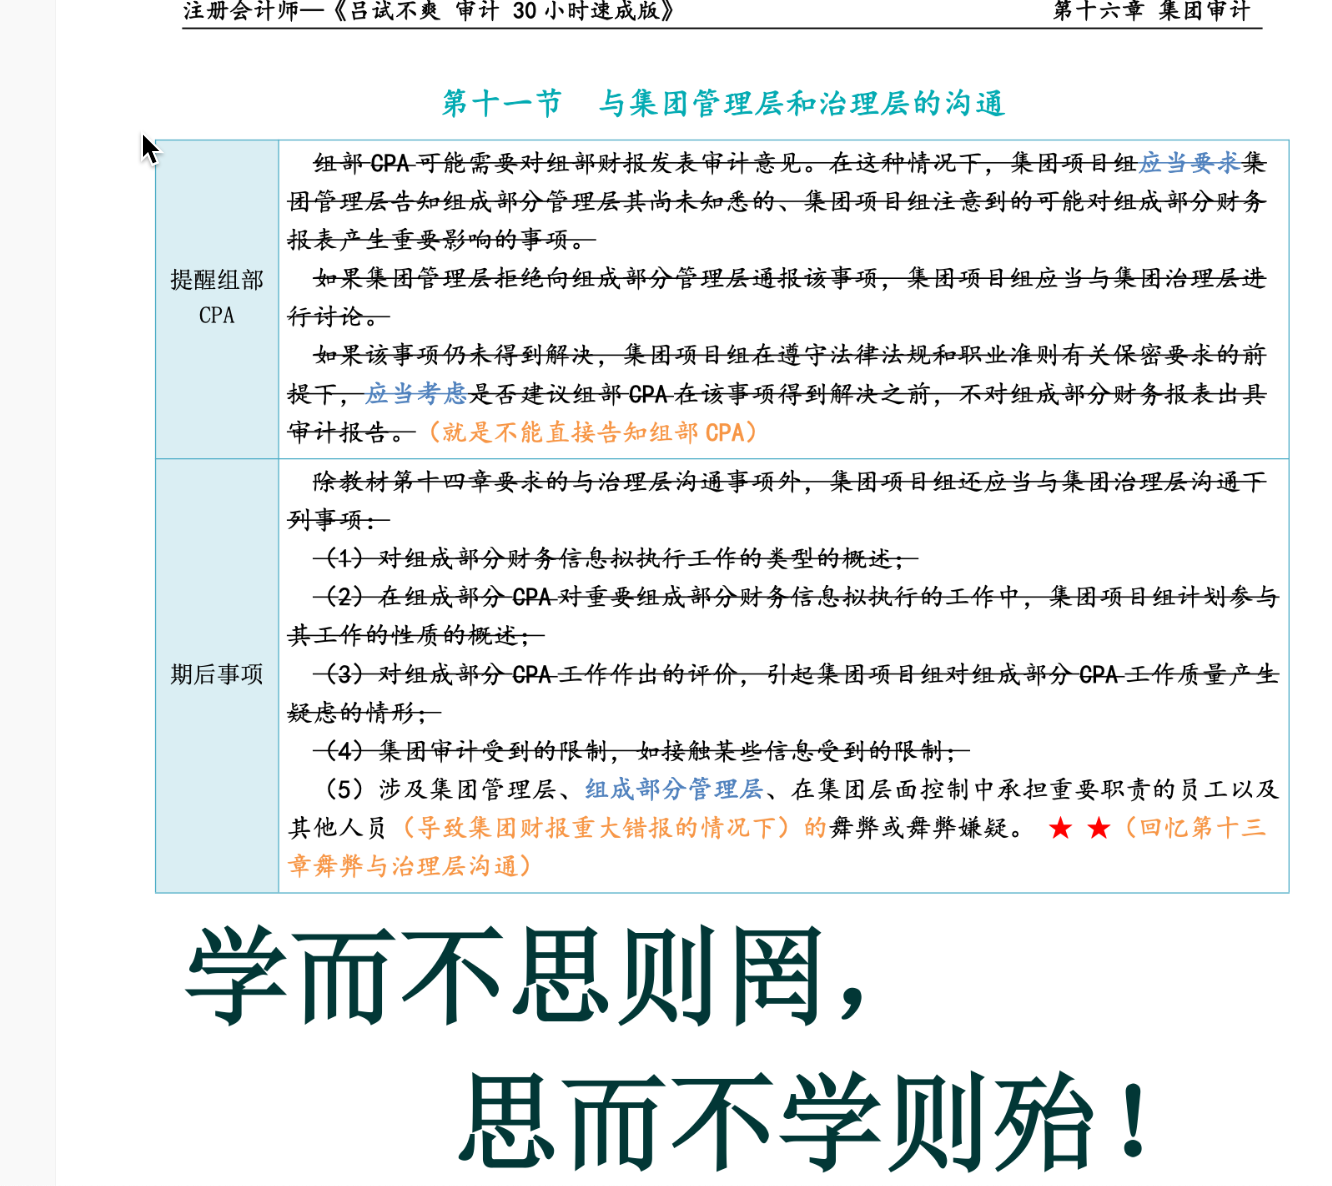 注册会计师—《吕试不爽 审计 30 小时速成版》 第十六章 集团审计
第十一节 与集团管理层和治理层的沟通
提醒组部
CPA
组部 CPA 可能需要对组部财报发表审计意见。在这种情况下，集团项目组应当要求集
团管理层告知组成部分管理层其尚未知悉的、集团项目组注意到的可能对组成部分财务
报表产生重要影响的事项。
如果集团管理层拒绝向组成部分管理层通报该事项，集团项目组应当与集团治理层进
行讨论。
如果该事项仍未得到解决，集团项目组在遵守法律法规和职业准则有关保密要求的前
提下，应当考虑是否建议组部 CPA 在该事项得到解决之前，不对组成部分财务报表出具
审计报告。（就是不能直接告知组部 CPA）
期后事项
除教材第十四章要求的与治理层沟通事项外，集团项目组还应当与集团治理层沟通下
列事项：
（1）对组成部分财务信息拟执行工作的类型的概述；
（2）在组成部分 CPA 对重要组成部分财务信息拟执行的工作中，集团项目组计划参与
其工作的性质的概述；
（3）对组成部分 CPA 工作作出的评价，引起集团项目组对组成部分 CPA 工作质量产生
疑虑的情形；
（4）集团审计受到的限制，如接触某些信息受到的限制；
（5）涉及集团管理层、组成部分管理层、在集团层面控制中承担重要职责的员工以及
其他人员（导致集团财报重大错报的情况下）的舞弊或舞弊嫌疑。 ★ ★（回忆第十三
章舞弊与治理层沟通）
学而不思则罔，
思而不学则殆！